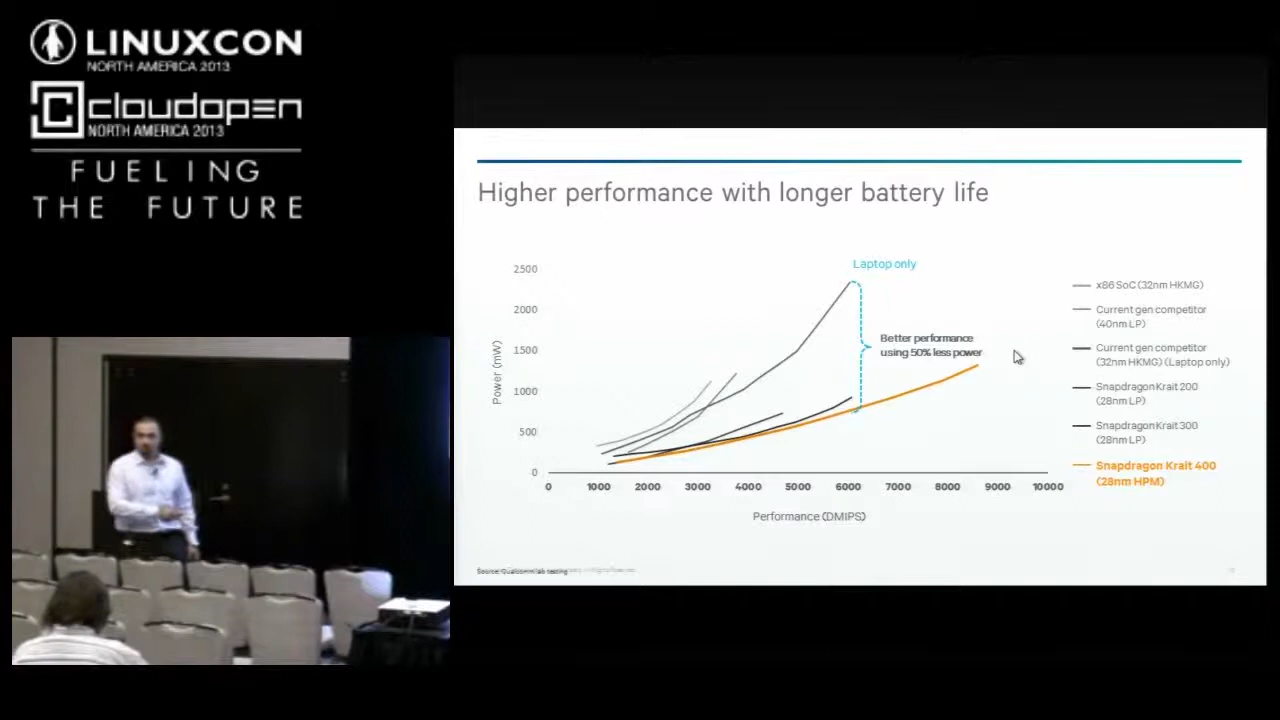 LINUXCON
NORTH AMERICA 2013
cloudopen
NORTH AMERICA 2013
FUELING
THE FUTURE
Higher performance with longer battery life
Laptop only
2500
2000
1500
1000
500
0
Power (mW)
Better performance
using 50% less power
0 1000 2000 3000 4000 5000 6000 7000 8000 9000 10000
Performance (DMIPS)
x86 SoC (32nm HKMG)
Current gen competitor
(40nm LP)
Current gen competitor
(32nm HKMG) (Laptop only)
Snapdragon Krait 200
(28nm LP)
Snapdragon Krait 300
(28nm LP)
Snapdragon Krait 400
(28nm HPM)
Source: Qualcomm lab testing